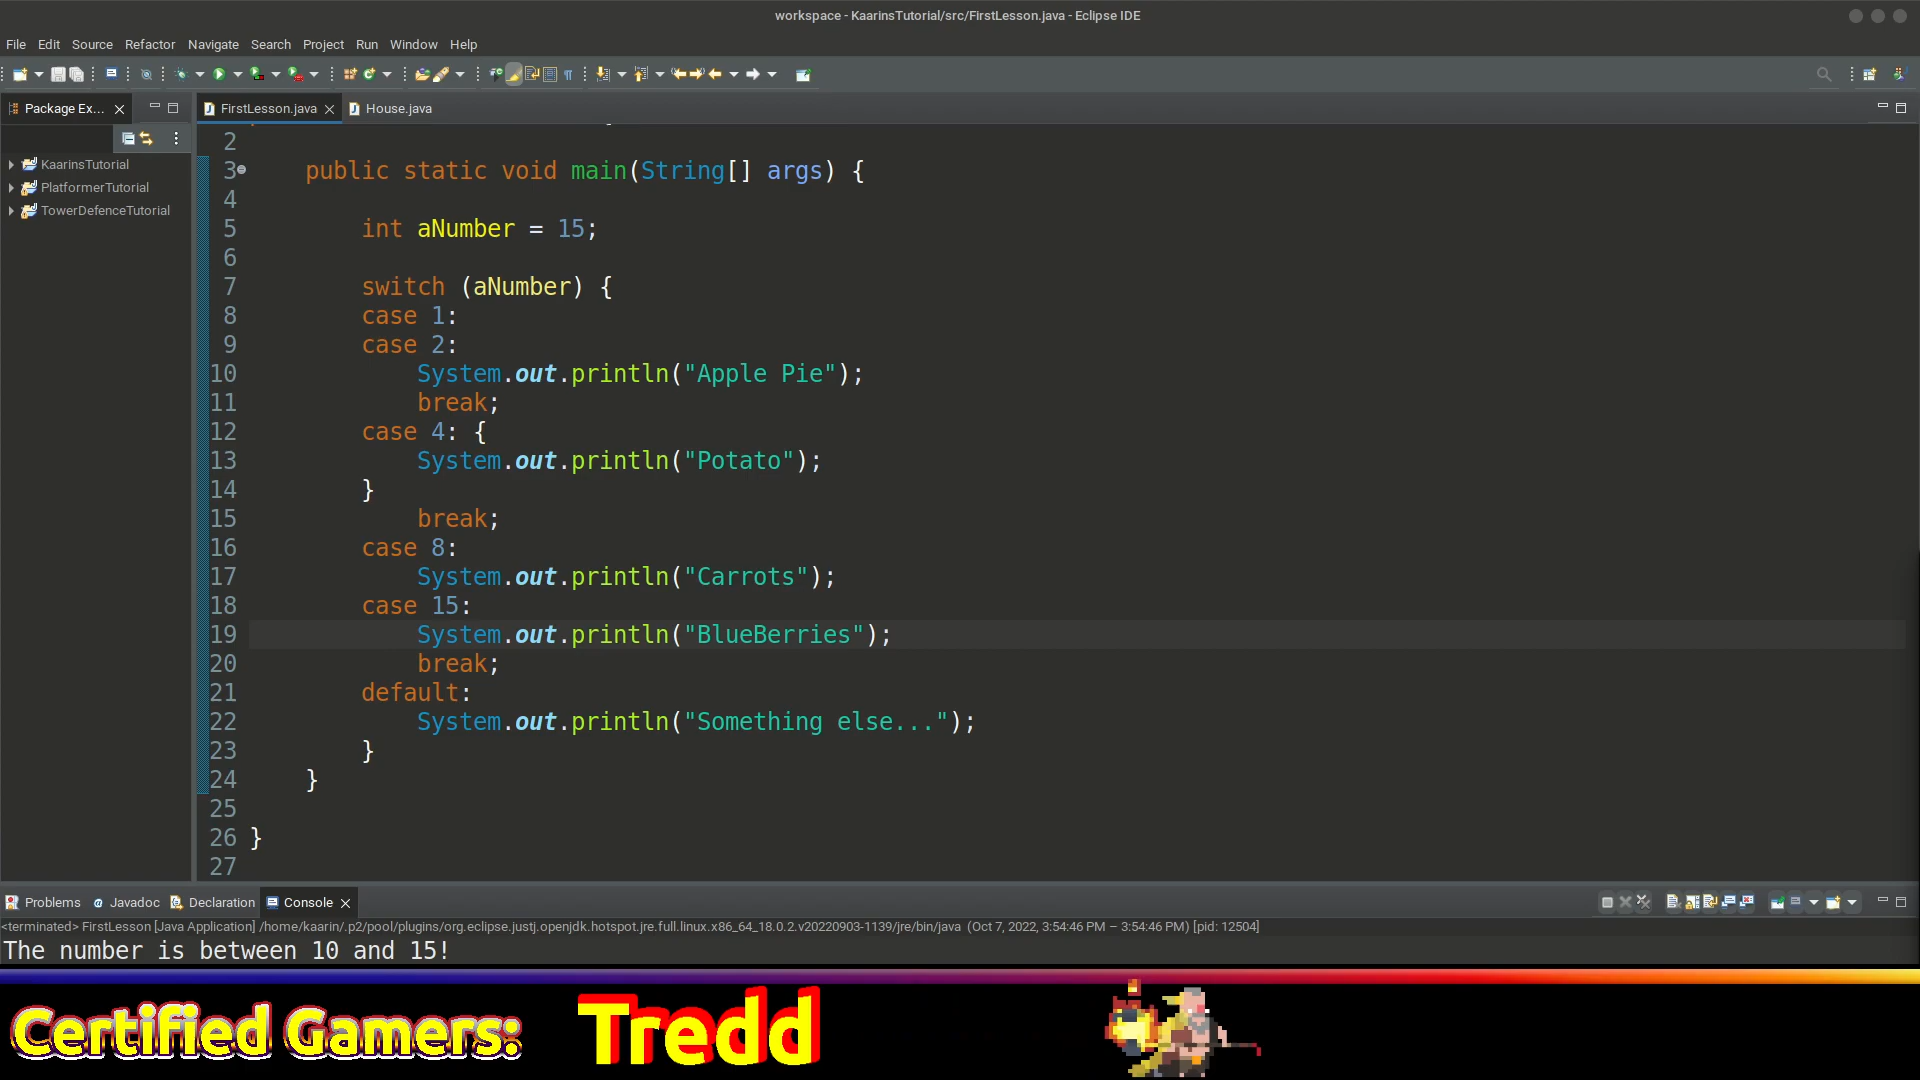 workspace - KaarinsTutorial/src/FirstLesson.java - Eclipse IDE
File Edit Source Refactor Navigate Search Project Run Window Help
Package Ex...
FirstLesson.java House.java
KaarinsTutorial
PlatformerTutorial
TowerDefenceTutorial
2
3 public static void main(String[] args) {
4
5 int aNumber = 15;
6
7 switch (aNumber) {
8 case 1:
9 case 2:
10 System.out.println("Apple Pie");
11 break;
12 case 4: {
13 System.out.println("Potato");
14 }
15 break;
16 case 8:
17 System.out.println("Carrots");
18 case 15:
19 System.out.println("BlueBerries");
20 break;
21 default:
22 System.out.println("Something else...");
23 }
24 }
25
26 }
27
Problems Javadoc Declaration Console
<terminated> FirstLesson [Java Application] /home/kaarin/.p2/pool/plugins/org.eclipse.justj.openjdk.hotspot.jre.full.linux.x86_64_18.0.2.v20220903-1139/jre/bin/java (Oct 7, 2022, 3:54:46 PM – 3:54:46 PM) [pid: 12504]
The number is between 10 and 15!
Certified Gamers: Tredd